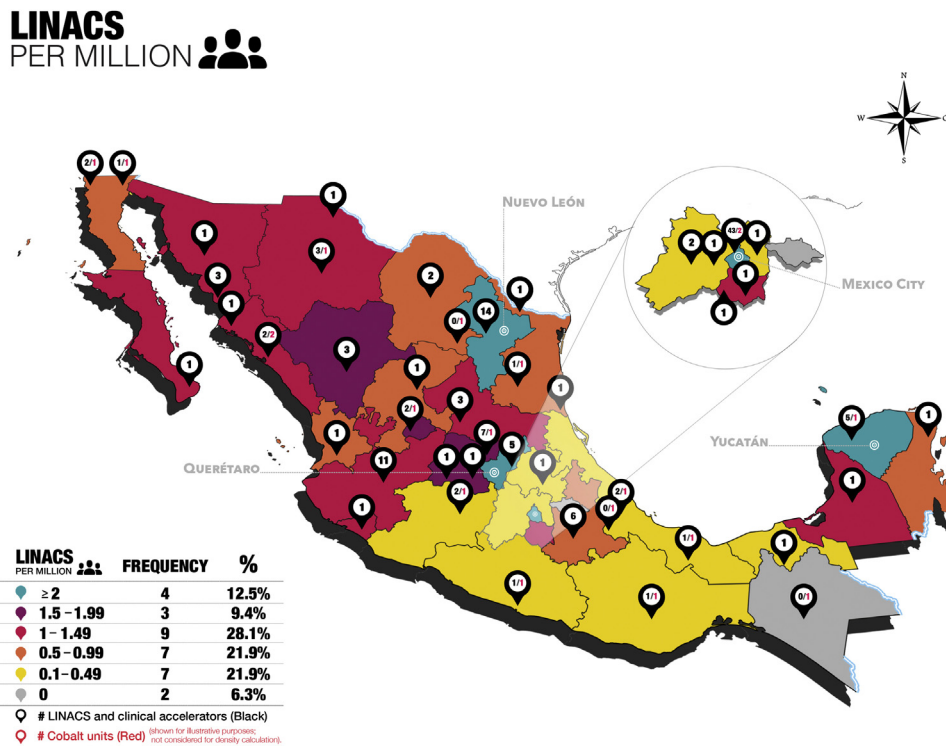 LINACS
PER MILLION
N
W
S
2/1
1/1
1
1
3/1
3
1
2/2
1
NUEVO LEÓN
2
1
0/1
14
1/1
2
1
43/2
1
1
1
MEXICO CITY
3
1
2/1
3
1
1
7/1
5
1
1
11
QUERÉTARO
1
2/1
1
6
2/1
0/1
1/1
1
1/1
1/1
0/1
5/1
1
YUCATÁN
1
LINACS
PER MILLION
FREQUENCY
%
≥ 2 4 12.5%
1.5 – 1.99 3 9.4%
1 – 1.49 9 28.1%
0.5 – 0.99 7 21.9%
0.1 – 0.49 7 21.9%
0 2 6.3%
# LINACS and clinical accelerators (Black)
# Cobalt units (Red) (shown for illustrative purposes;
not considered for density calculation).